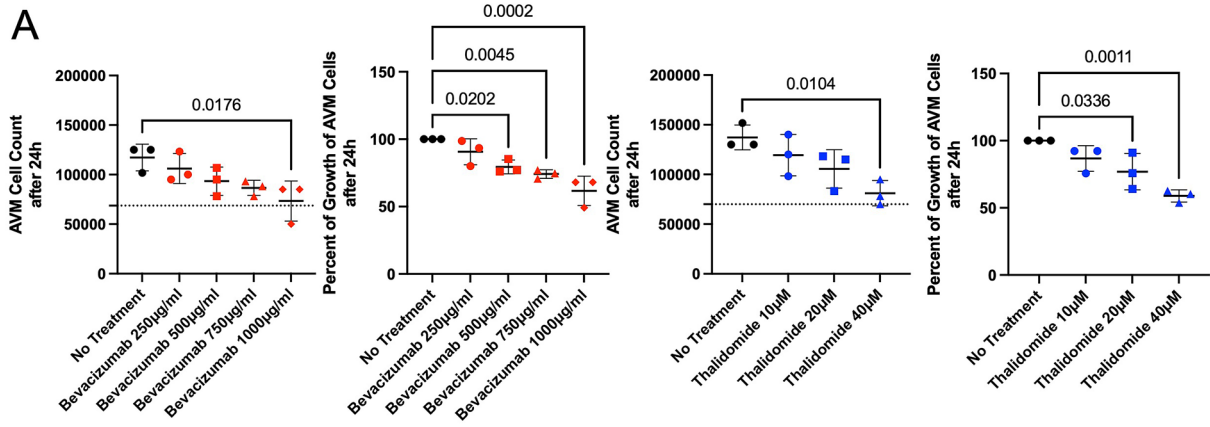 A
AVM Cell Count
after 24h
200000
150000
100000
50000
0
0.0176
No Treatment
Bevacizumab 250µg/ml
Bevacizumab 500µg/ml
Bevacizumab 750µg/ml
Bevacizumab 1000µg/ml
Percent of Growth of AVM Cells
after 24h
150
100
50
0
0.0002
0.0045
0.0202
No Treatment
Bevacizumab 250µg/ml
Bevacizumab 500µg/ml
Bevacizumab 750µg/ml
Bevacizumab 1000µg/ml
AVM Cell Count
after 24h
200000
150000
100000
50000
0
0.0104
No Treatment
Thalidomide 10µM
Thalidomide 20µM
Thalidomide 40µM
Percent of Growth of AVM Cells
after 24h
150
100
50
0
0.0011
0.0336
No Treatment
Thalidomide 10µM
Thalidomide 20µM
Thalidomide 40µM